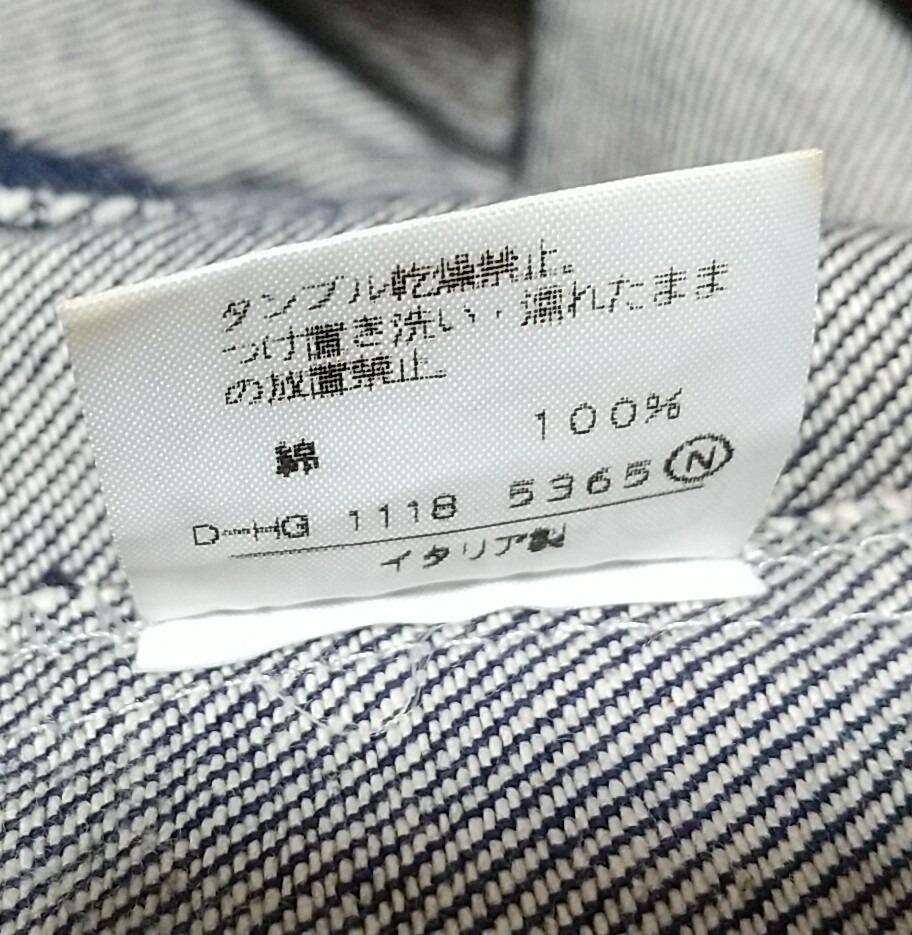 タンブル乾燥禁止。
つけ置き洗い・濡れたまま
の放置禁止。
綿 100%
D-HG 1118 5365 Ⓝ
イタリア製